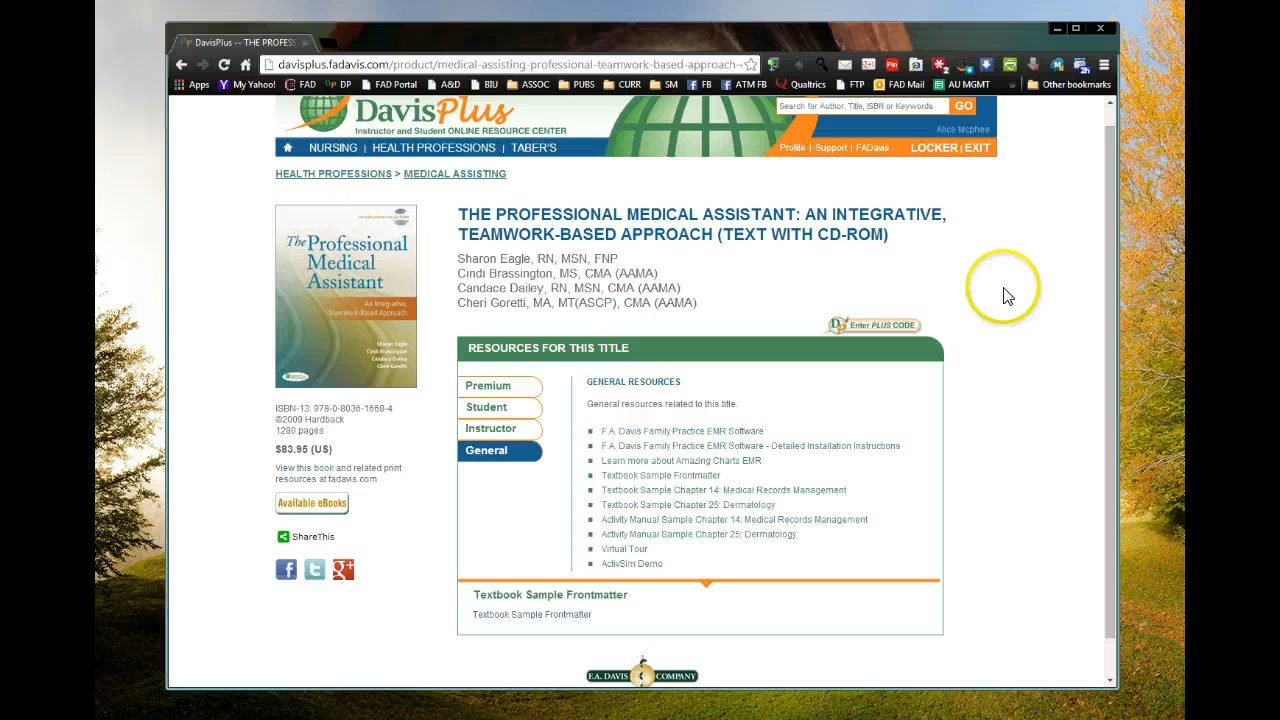 DavisPlus -- THE PROFES
davisplus.fadavis.com/product/medical-assisting-professional-teamwork-based-approach-
Apps My Yahoo! FAD DP FAD Portal A&D BIU ASSOC PUBS CURR SM FB ATM FB Qualtrics FTP FAD Mail AU MGMT » Other bookmarks
DavisPlus
Instructor and Student ONLINE RESOURCE CENTER
Search for Author, Title, ISBN or Keywords GO
Alice Mcphee
NURSING | HEALTH PROFESSIONS | TABER'S
Profile | Support | FADavis LOCKER | EXIT
HEALTH PROFESSIONS > MEDICAL ASSISTING
The Professional
Medical
Assistant
An Integrative,
Teamwork-Based Approach
Sharon Eagle
Cindi Brassington
Candace Dailey
Cheri Goretti
ISBN-13: 978-0-8036-1668-4
©2009 Hardback
1280 pages
$83.95 (US)
View this book and related print
resources at fadavis.com
Available eBooks
ShareThis
THE PROFESSIONAL MEDICAL ASSISTANT: AN INTEGRATIVE,
TEAMWORK-BASED APPROACH (TEXT WITH CD-ROM)
Sharon Eagle, RN, MSN, FNP
Cindi Brassington, MS, CMA (AAMA)
Candace Dailey, RN, MSN, CMA (AAMA)
Cheri Goretti, MA, MT(ASCP), CMA (AAMA)
DP Enter PLUS CODE
RESOURCES FOR THIS TITLE
Premium
Student
Instructor
General
GENERAL RESOURCES
General resources related to this title.
F.A. Davis Family Practice EMR Software
F.A. Davis Family Practice EMR Software - Detailed Installation Instructions
Learn more about Amazing Charts EMR
Textbook Sample Frontmatter
Textbook Sample Chapter 14: Medical Records Management
Textbook Sample Chapter 25: Dermatology
Activity Manual Sample Chapter 14: Medical Records Management
Activity Manual Sample Chapter 25: Dermatology
Virtual Tour
ActivSim Demo
Textbook Sample Frontmatter
Textbook Sample Frontmatter
F.A. DAVIS COMPANY